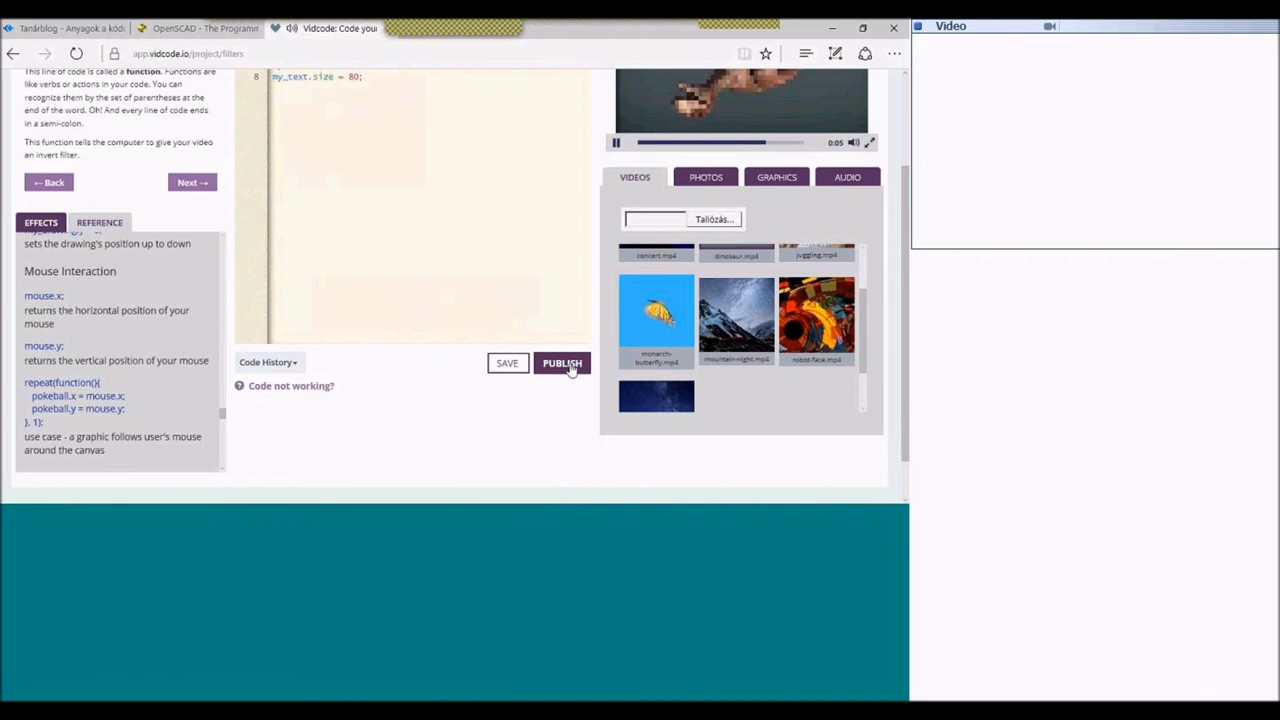 Tanárblog - Anyagok a kódi
OpenSCAD - The Programm
Vidcode: Code your
Video
app.vidcode.io/project/filters
This line of code is called a function. Functions are
like verbs or actions in your code. You can
recognize them by the set of parentheses at the
end of the word. Oh! And every line of code ends
in a semi-colon.
This function tells the computer to give your video
an invert filter.
← Back
Next →
EFFECTS
REFERENCE
sets the drawing's position up to down
Mouse Interaction
mouse.x;
returns the horizontal position of your
mouse
mouse.y;
returns the vertical position of your mouse
repeat(function(){
pokeball.x = mouse.x;
pokeball.y = mouse.y;
}, 1);
use case - a graphic follows user's mouse
around the canvas
8 my_text.size = 80;
Code History
SAVE
PUBLISH
? Code not working?
0:05
VIDEOS
PHOTOS
GRAPHICS
AUDIO
Tallózás...
concert.mp4
dinosaur.mp4
juggling.mp4
monarch-
butterfly.mp4
mountain-night.mp4
robot-face.mp4